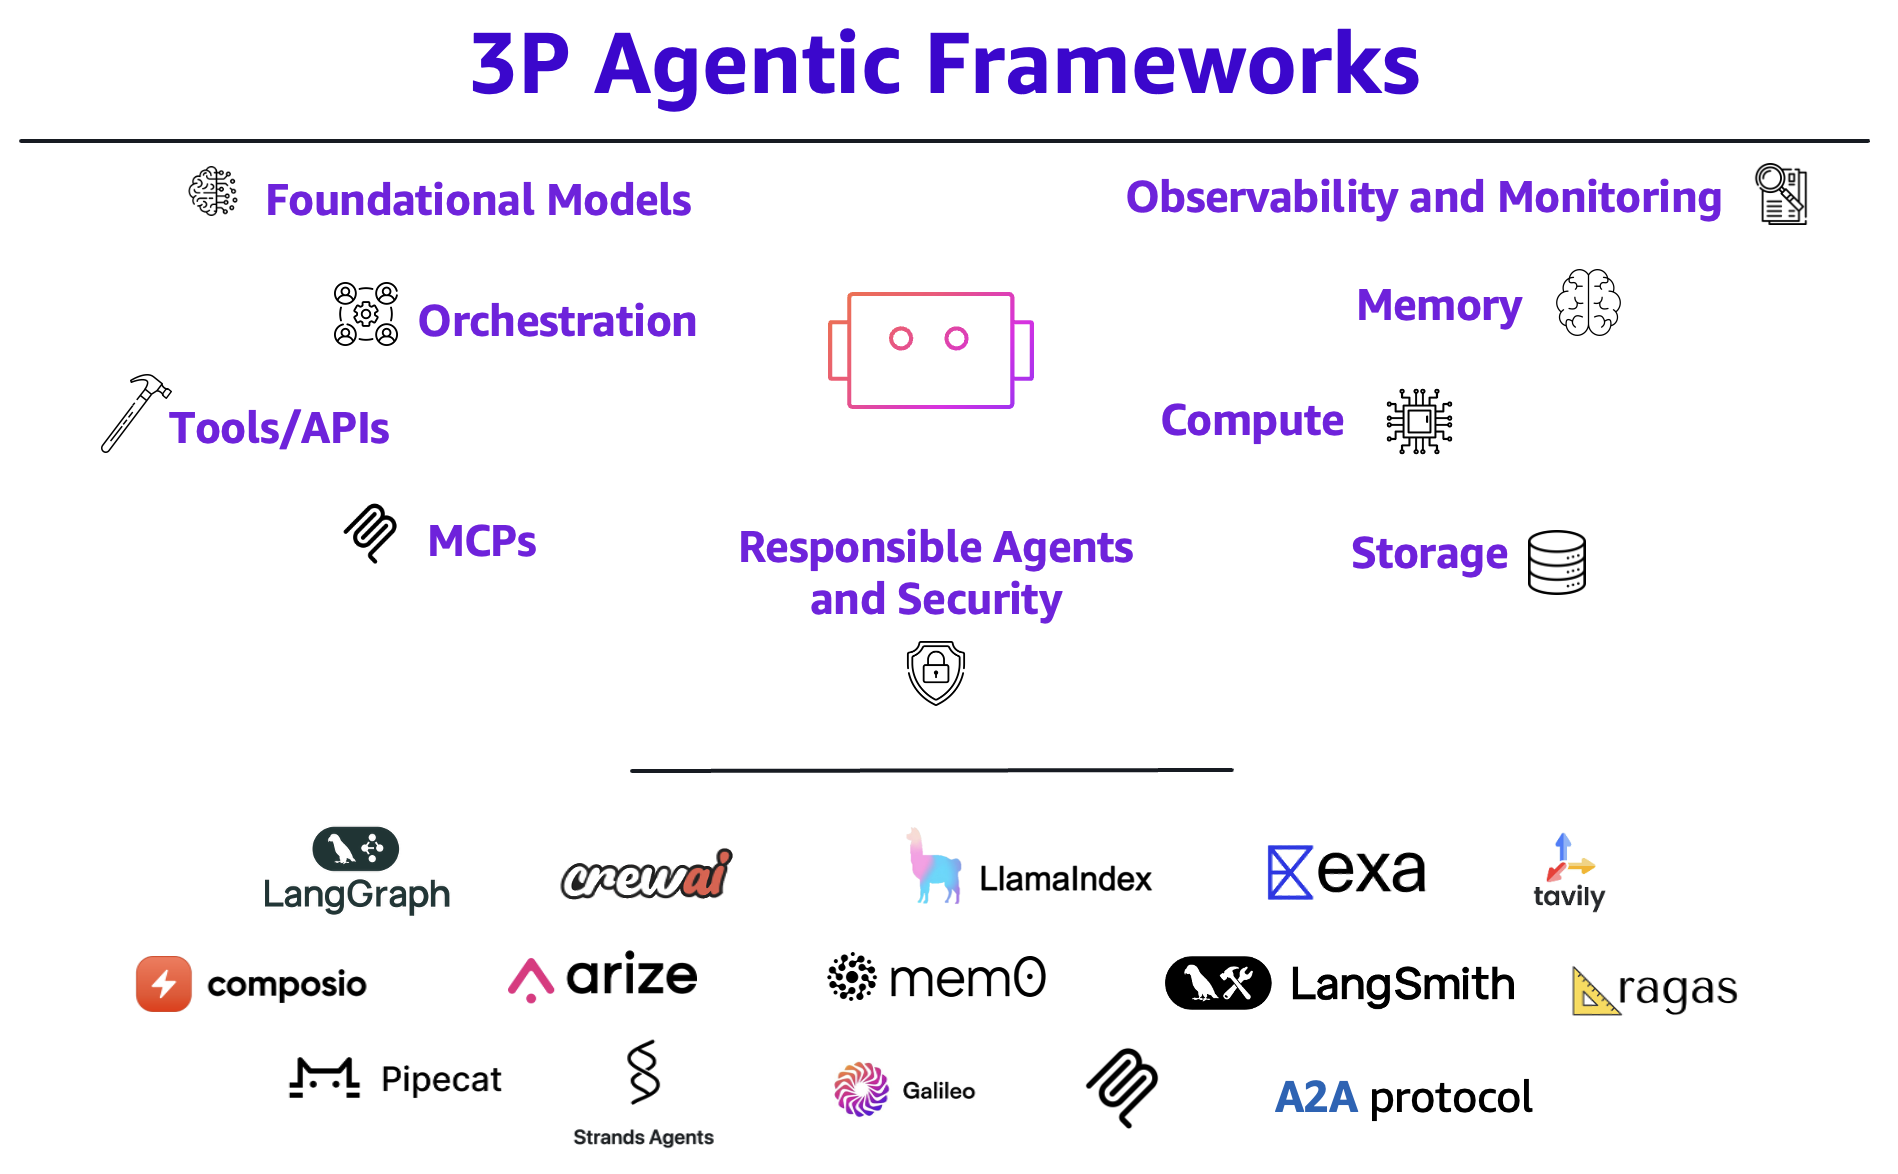 3P Agentic Frameworks
Foundational Models
Observability and Monitoring
Orchestration
Memory
Tools/APIs
Compute
MCPs
Responsible Agents
and Security
Storage
LangGraph
crewai
LlamaIndex
exa
tavily
composio
arize
mem0
LangSmith
ragas
Pipecat
Strands Agents
Galileo
A2A protocol